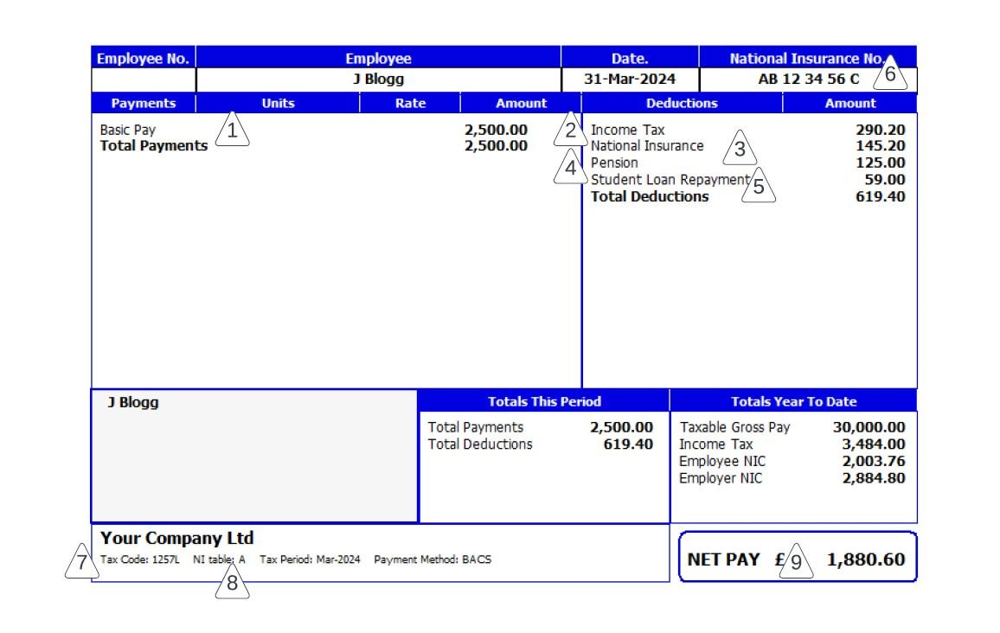 Employee No. Employee Date. National Insurance No.
J Blogg 31-Mar-2024 AB 12 34 56 C 6
Payments Units Rate Amount Deductions Amount
Basic Pay 1 2,500.00 2 Income Tax 290.20
Total Payments 2,500.00 National Insurance 3 145.20
4 Pension 125.00
Student Loan Repayment 5 59.00
Total Deductions 619.40
J Blogg Totals This Period Totals Year To Date
Total Payments 2,500.00 Taxable Gross Pay 30,000.00
Total Deductions 619.40 Income Tax 3,484.00
Employee NIC 2,003.76
Employer NIC 2,884.80
Your Company Ltd
7 Tax Code: 1257L NI table: A Tax Period: Mar-2024 Payment Method: BACS NET PAY £ 9 1,880.60
8